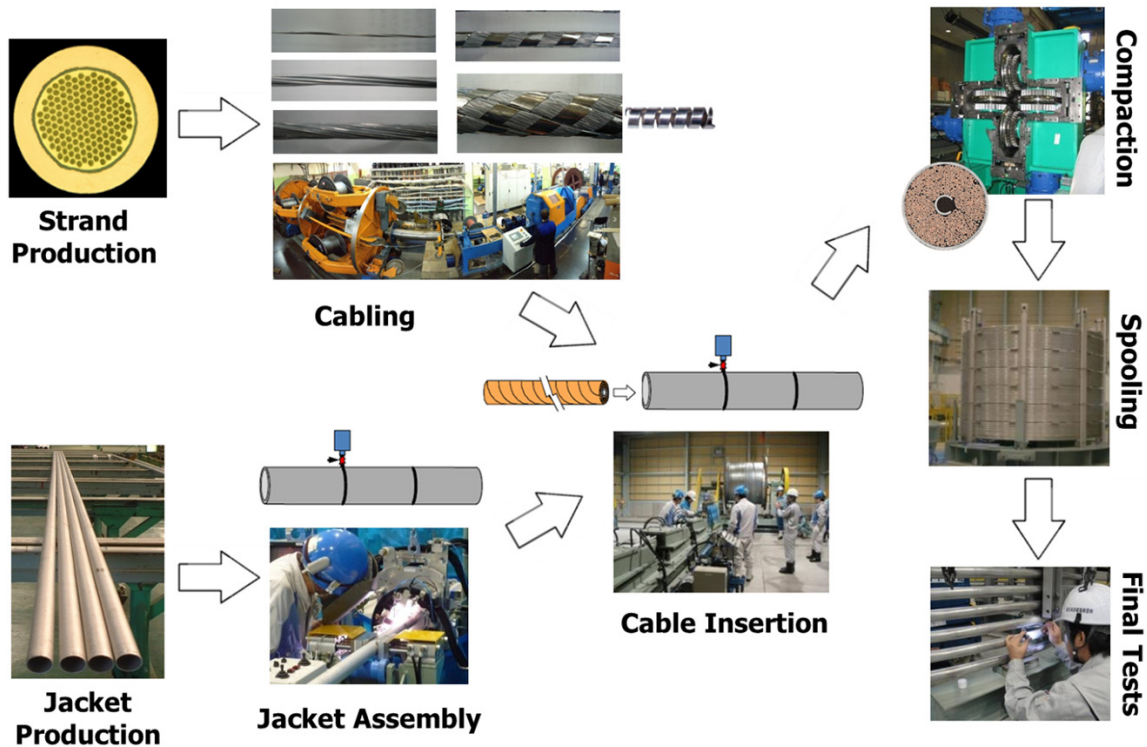 Strand
Production
Cabling
Compaction
Spooling
Jacket
Production
Jacket Assembly
Cable Insertion
Final Tests